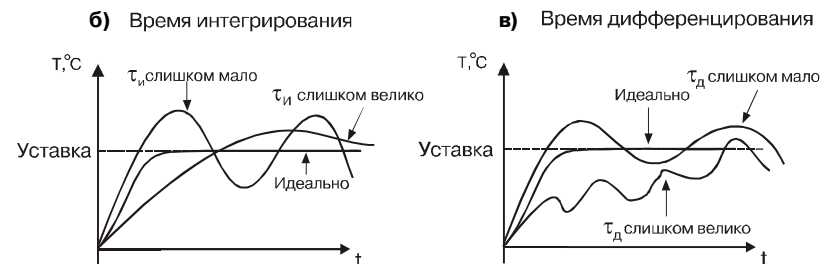 б) Время интегрирования
T,°C
τи слишком мало
τИ слишком велико
Уставка
Идеально
t
в) Время дифференцирования
T,°C
τд слишком мало
Идеально
Уставка
τд слишком велико
t